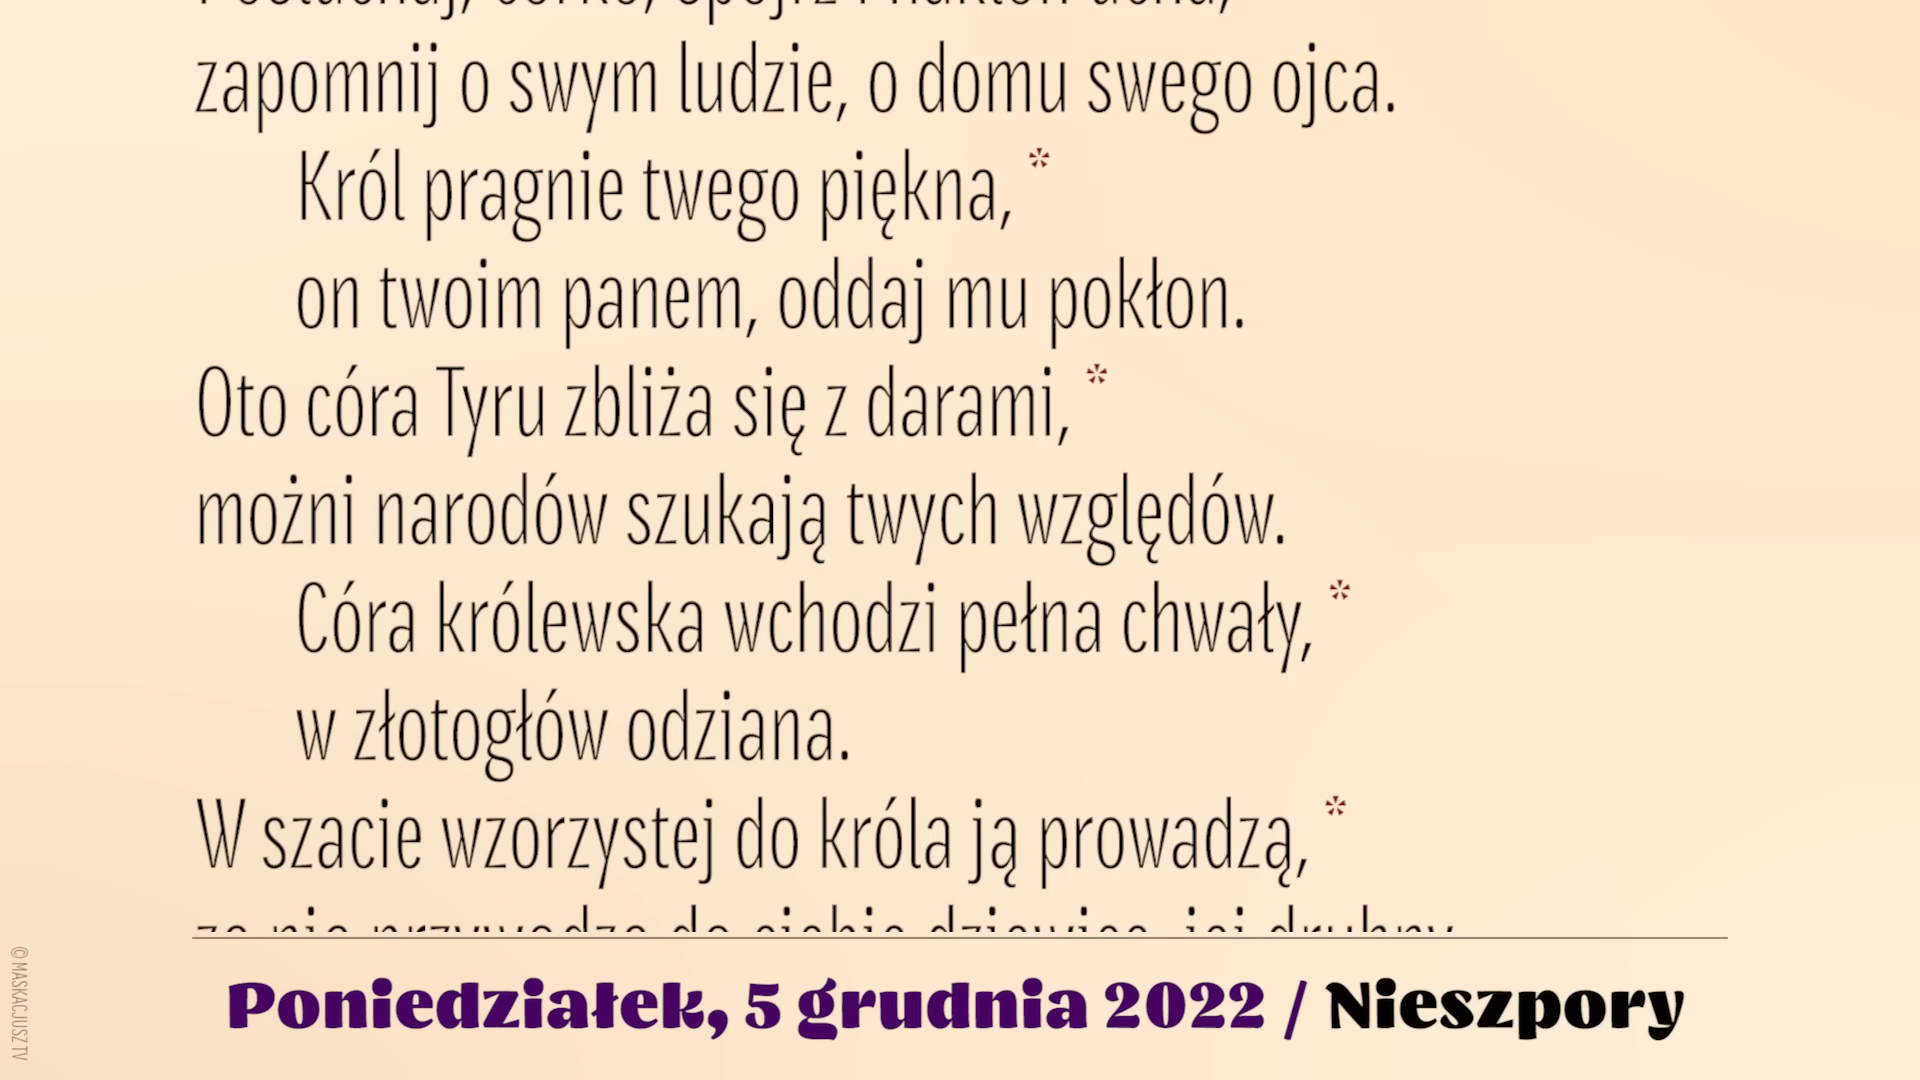 zapomnij o swym ludzie, o domu swego ojca.
Król pragnie twego piękna, *
on twoim panem, oddaj mu pokłon.
Oto córa Tyru zbliża się z darami, *
możni narodów szukają twych względów.
Córa królewska wchodzi pełna chwały, *
w złotogłów odziana.
W szacie wzorzystej do króla ją prowadzą, *
Poniedziałek, 5 grudnia 2022 / Nieszpory
© MASKACJUSZ TV